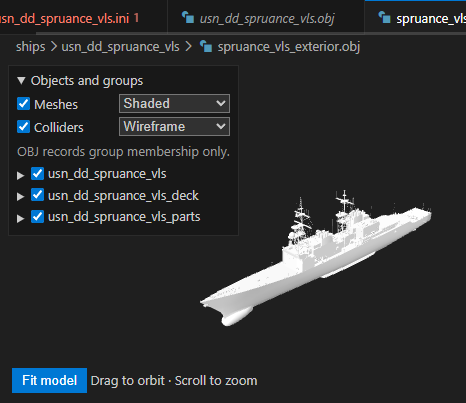 usn_dd_spruance_vls.ini 1 usn_dd_spruance_vls.obj spruance_vls
ships > usn_dd_spruance_vls > spruance_vls_exterior.obj
Objects and groups
Meshes Shaded
Colliders Wireframe
OBJ records group membership only.
usn_dd_spruance_vls
usn_dd_spruance_vls_deck
usn_dd_spruance_vls_parts
Fit model Drag to orbit · Scroll to zoom